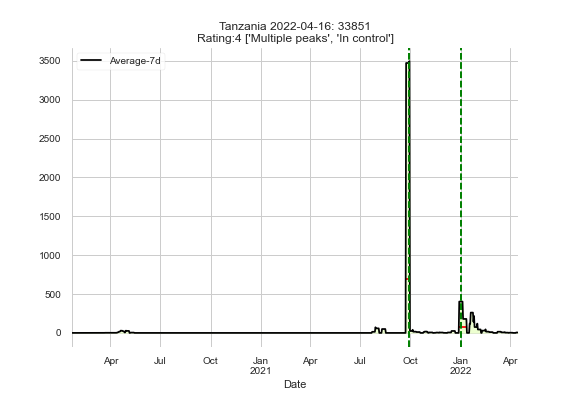 Tanzania 2022-04-16: 33851
Rating:4 ['Multiple peaks', 'In control']
Average-7d
3500
3000
2500
2000
1500
1000
500
0
Apr Jul Oct Jan Apr Jul Oct Jan Apr
2021 2022
Date